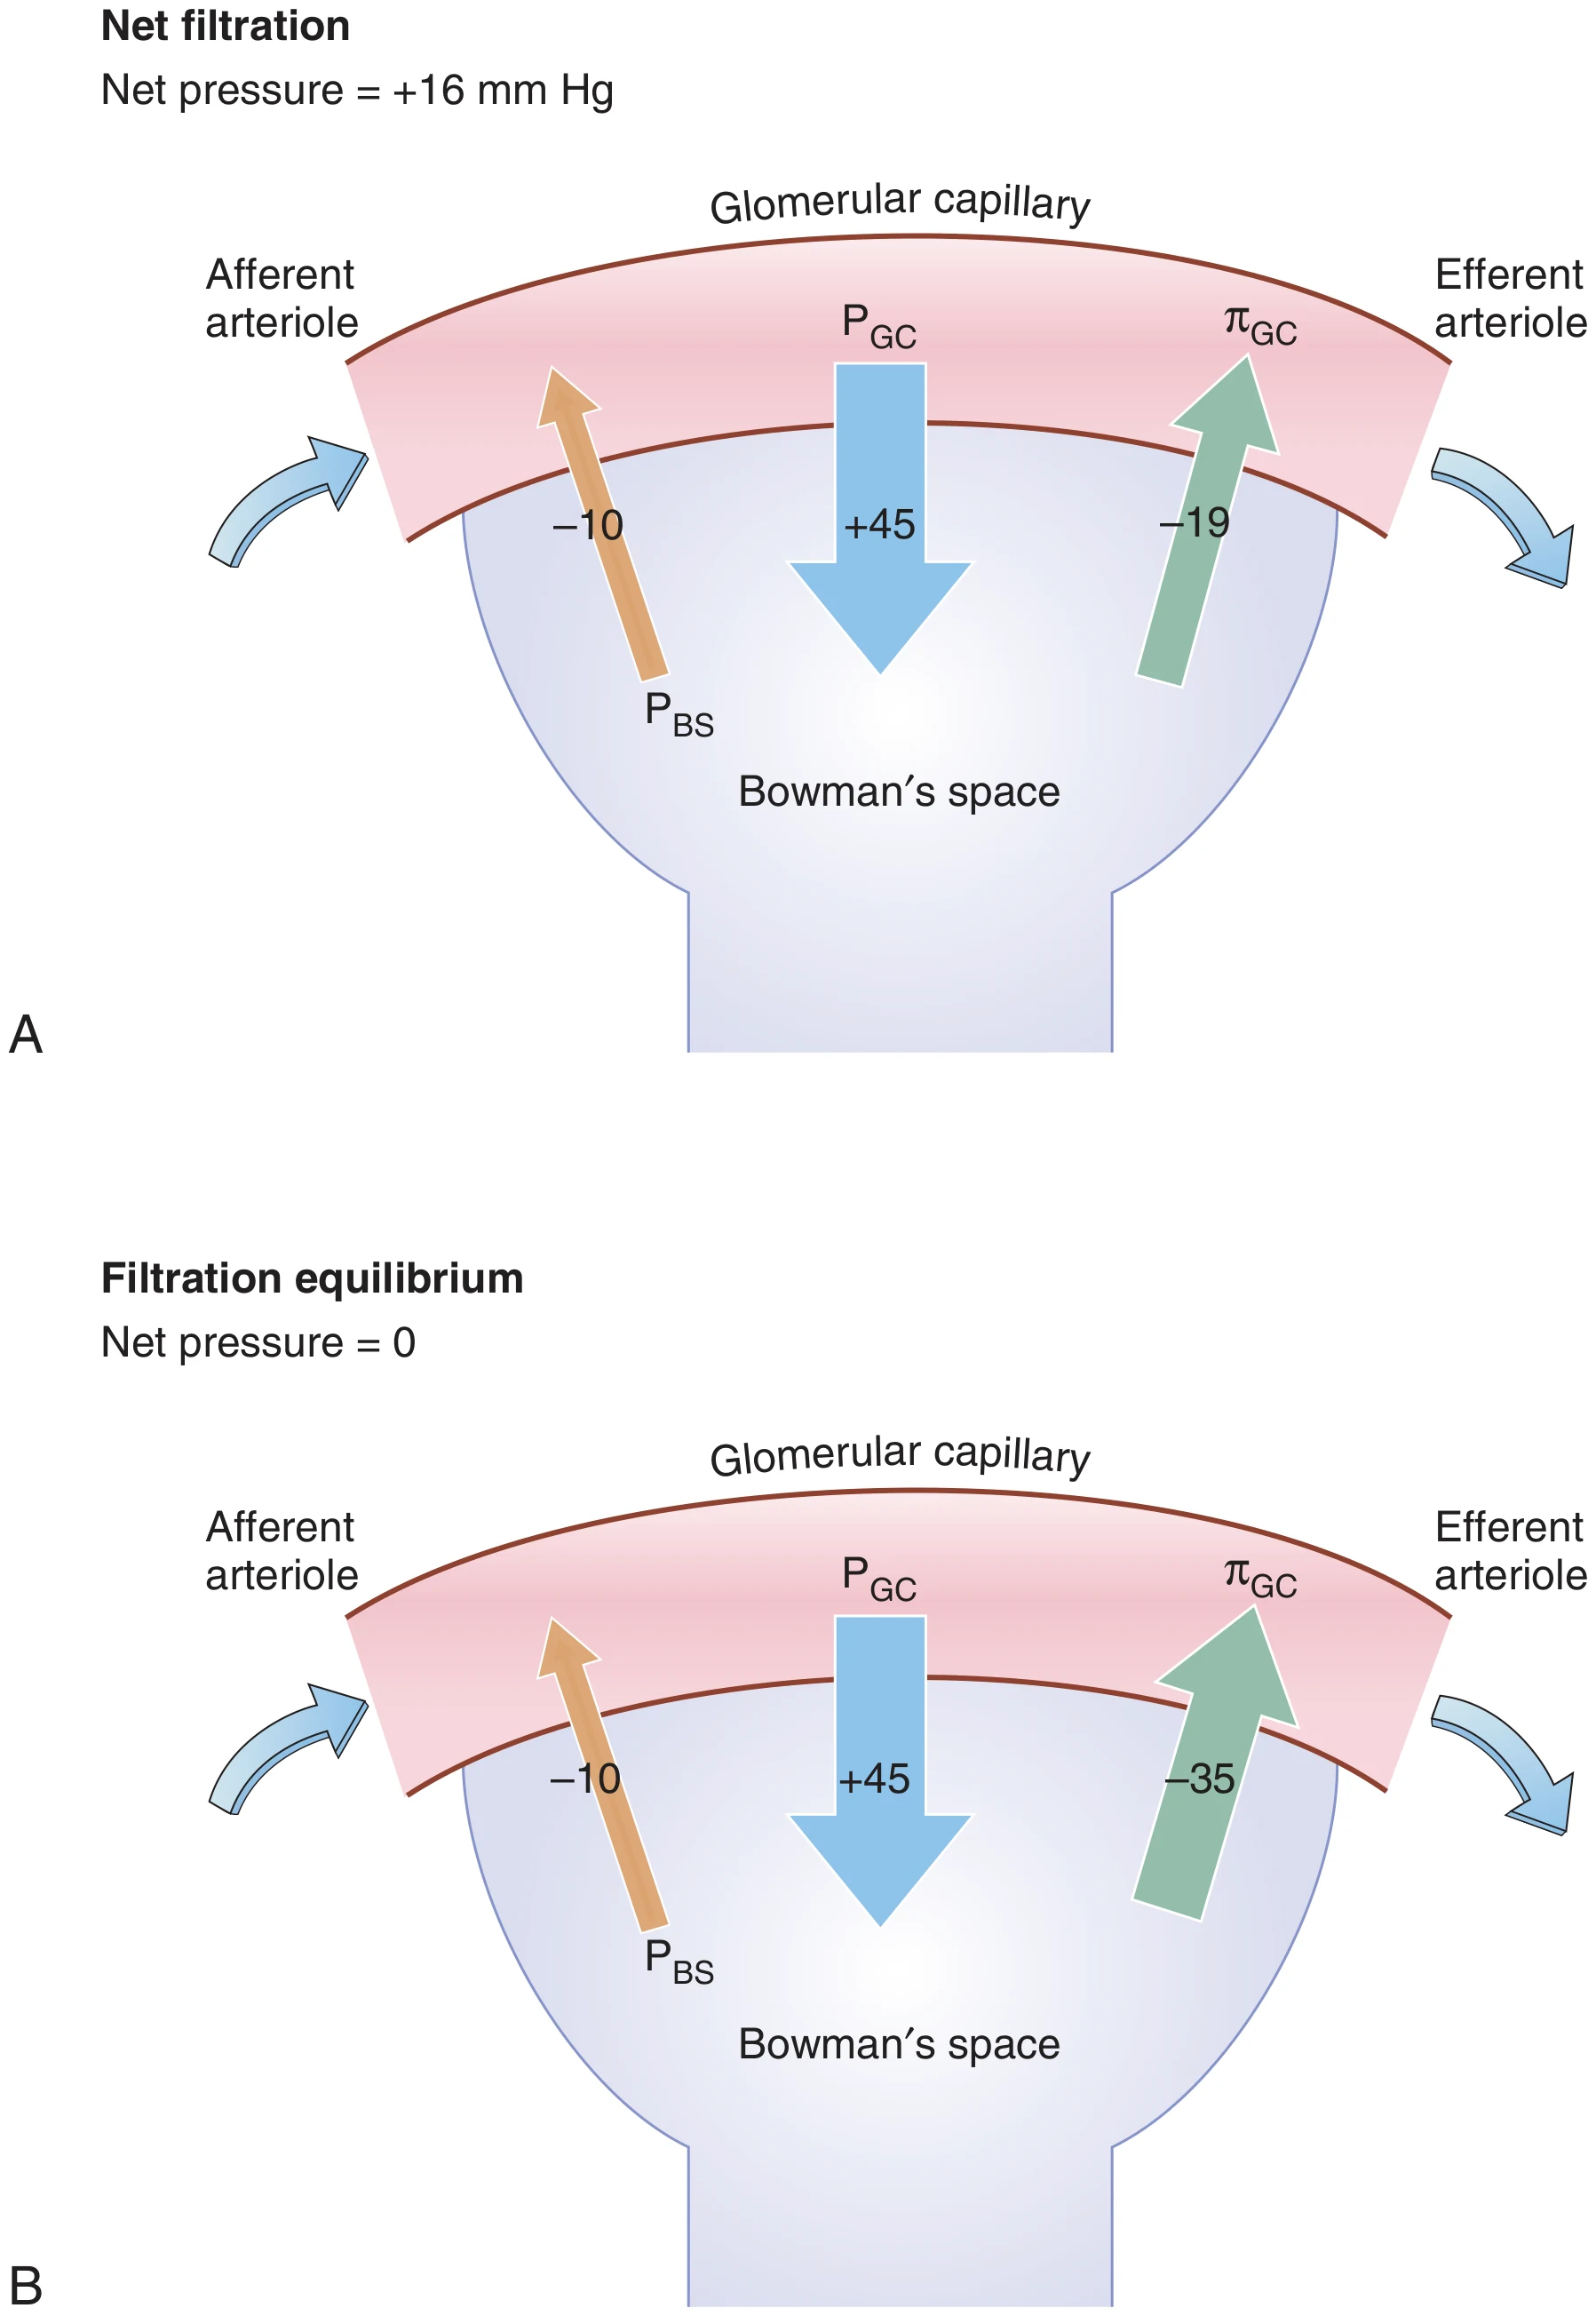 Net filtration
Net pressure = +16 mm Hg
Glomerular capillary
Afferent
arteriole
Efferent
arteriole
PGC
πGC
–10
+45
–19
PBS
Bowman′s space
A
Filtration equilibrium
Net pressure = 0
Glomerular capillary
Afferent
arteriole
Efferent
arteriole
PGC
πGC
–10
+45
–35
PBS
Bowman′s space
B